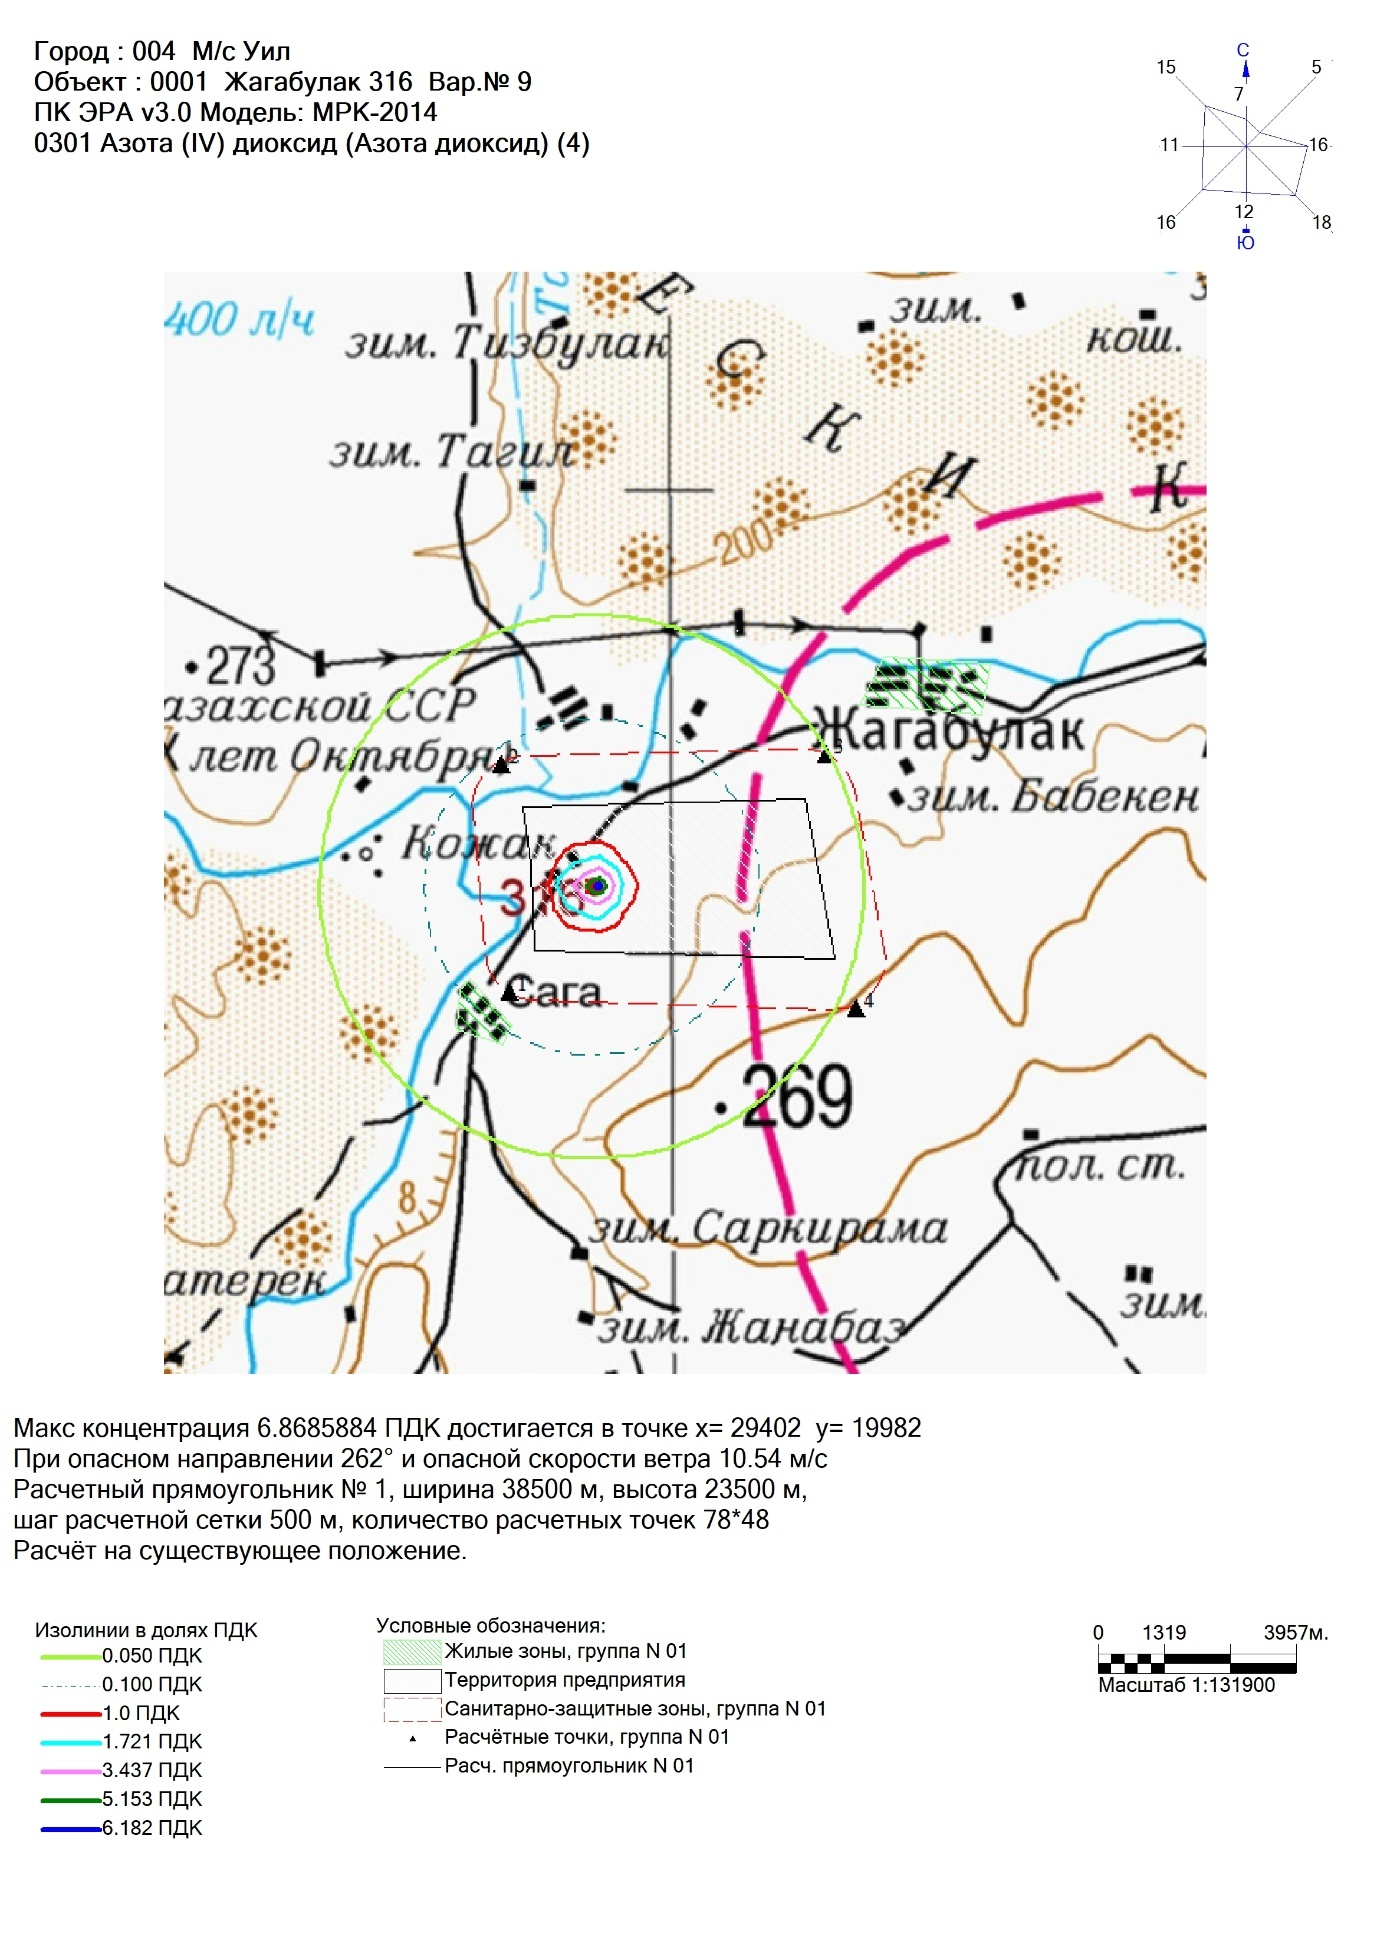 Город : 004 М/с Уил
Объект : 0001 Жагабулак 316 Вар.№ 9
ПК ЭРА v3.0 Модель: МРК-2014
0301 Азота (IV) диоксид (Азота диоксид) (4)
С
15
5
7
11
16
16
12
18
Ю
400 л/ч
То
Е
зим.
кош.
зим. Тизбулак
С
К
зим. Тагил
И
К
200
273
азахской ССР
лет Октября
2
Жагабулак
3
зим. Бабекен
Кожак
316
1
Сага
4
269
пол. ст.
8
зим. Саркирама
атерек
зим.
зим. Жанабаз
Макс концентрация 6.8685884 ПДК достигается в точке x= 29402 y= 19982
При опасном направлении 262° и опасной скорости ветра 10.54 м/с
Расчетный прямоугольник № 1, ширина 38500 м, высота 23500 м,
шаг расчетной сетки 500 м, количество расчетных точек 78*48
Расчёт на существующее положение.
Изолинии в долях ПДК
0.050 ПДК
0.100 ПДК
1.0 ПДК
1.721 ПДК
3.437 ПДК
5.153 ПДК
6.182 ПДК
Условные обозначения:
Жилые зоны, группа N 01
Территория предприятия
Санитарно-защитные зоны, группа N 01
Расчётные точки, группа N 01
Расч. прямоугольник N 01
0 1319 3957м.
Масштаб 1:131900